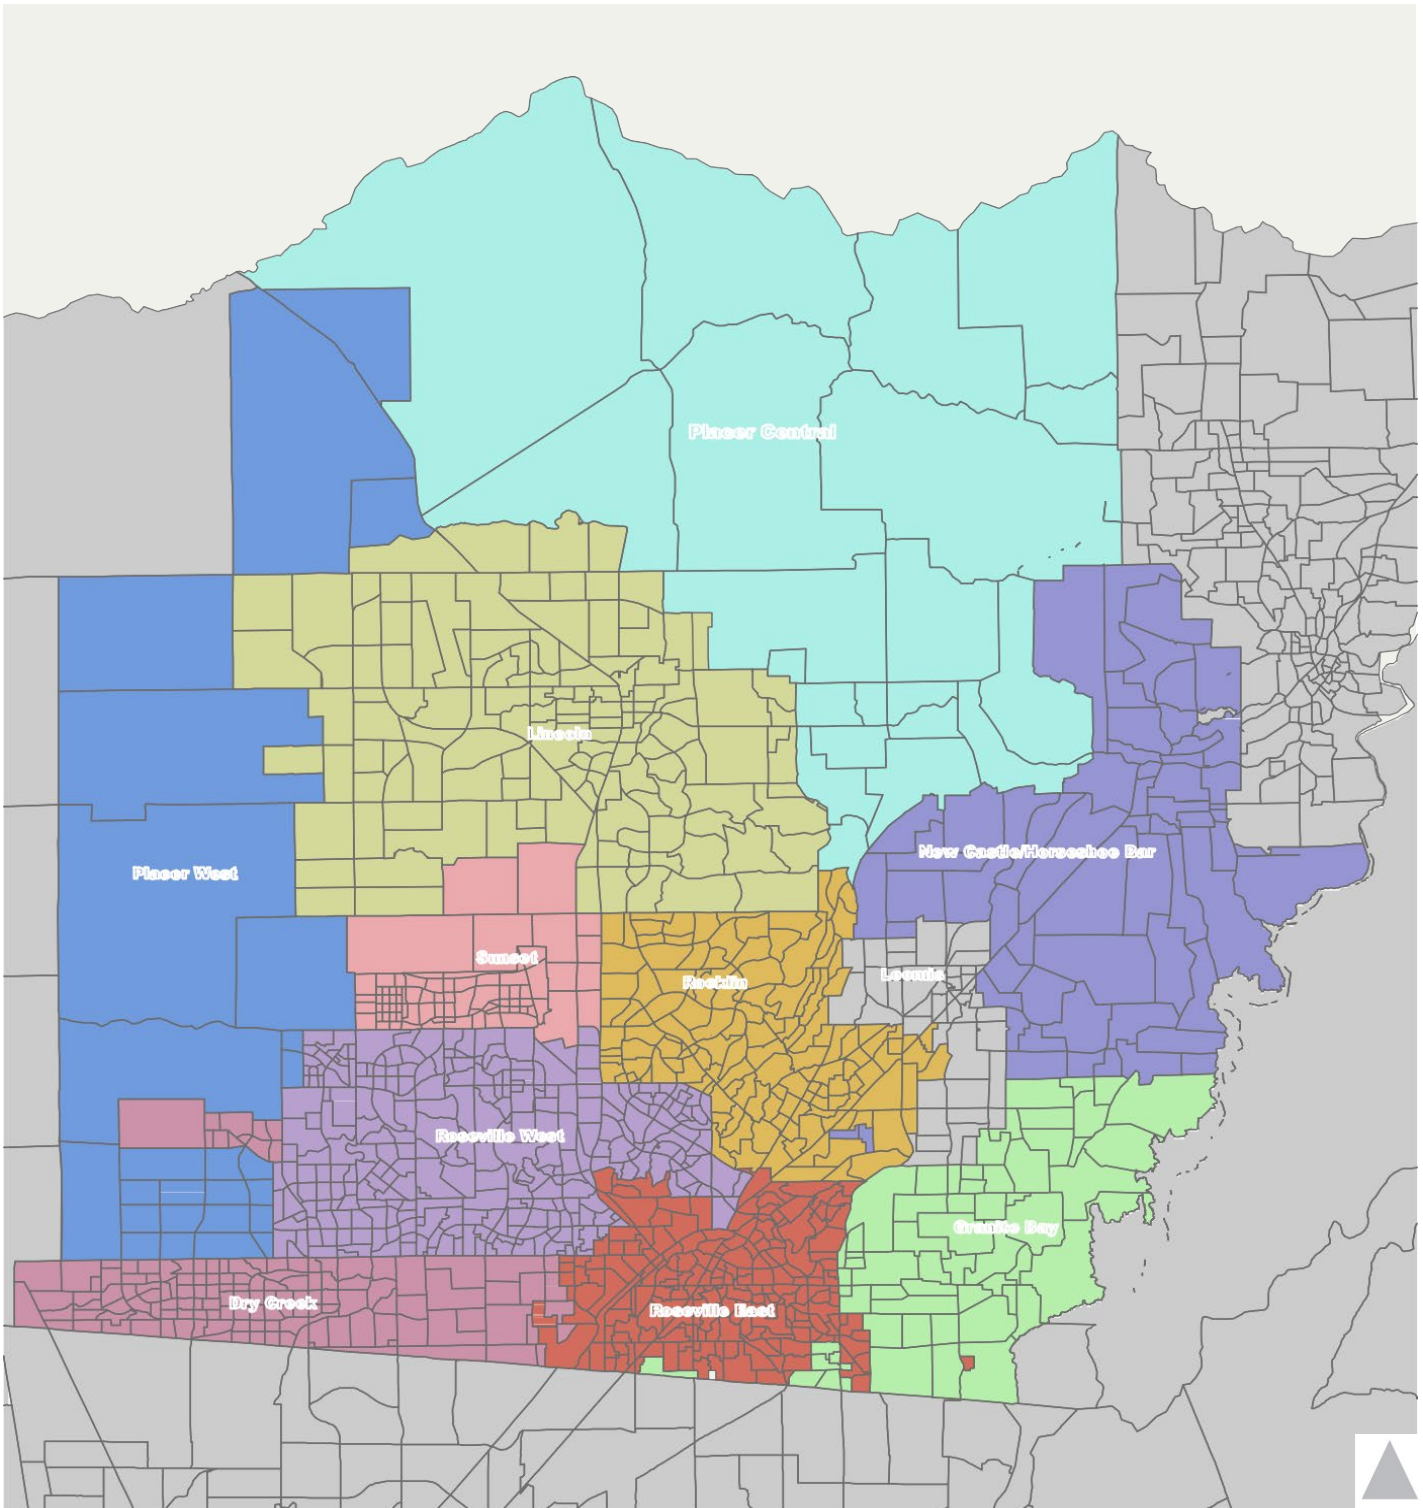 Placer Central
Lincoln
New Castle/Horseshoe Bar
Placer West
Sunset
Loomis
Rocklin
Roseville West
Granite Bay
Dry Creek
Roseville East